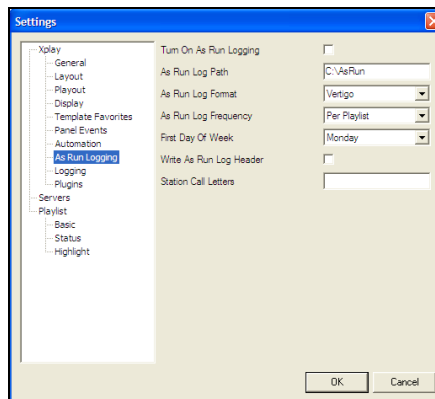 Settings
Xplay
General
Layout
Playout
Display
Template Favorites
Panel Events
Automation
As Run Logging
Logging
Plugins
Servers
Playlist
Basic
Status
Highlight
Turn On As Run Logging
As Run Log Path C:\AsRun
As Run Log Format Vertigo
As Run Log Frequency Per Playlist
First Day Of Week Monday
Write As Run Log Header
Station Call Letters
OK Cancel